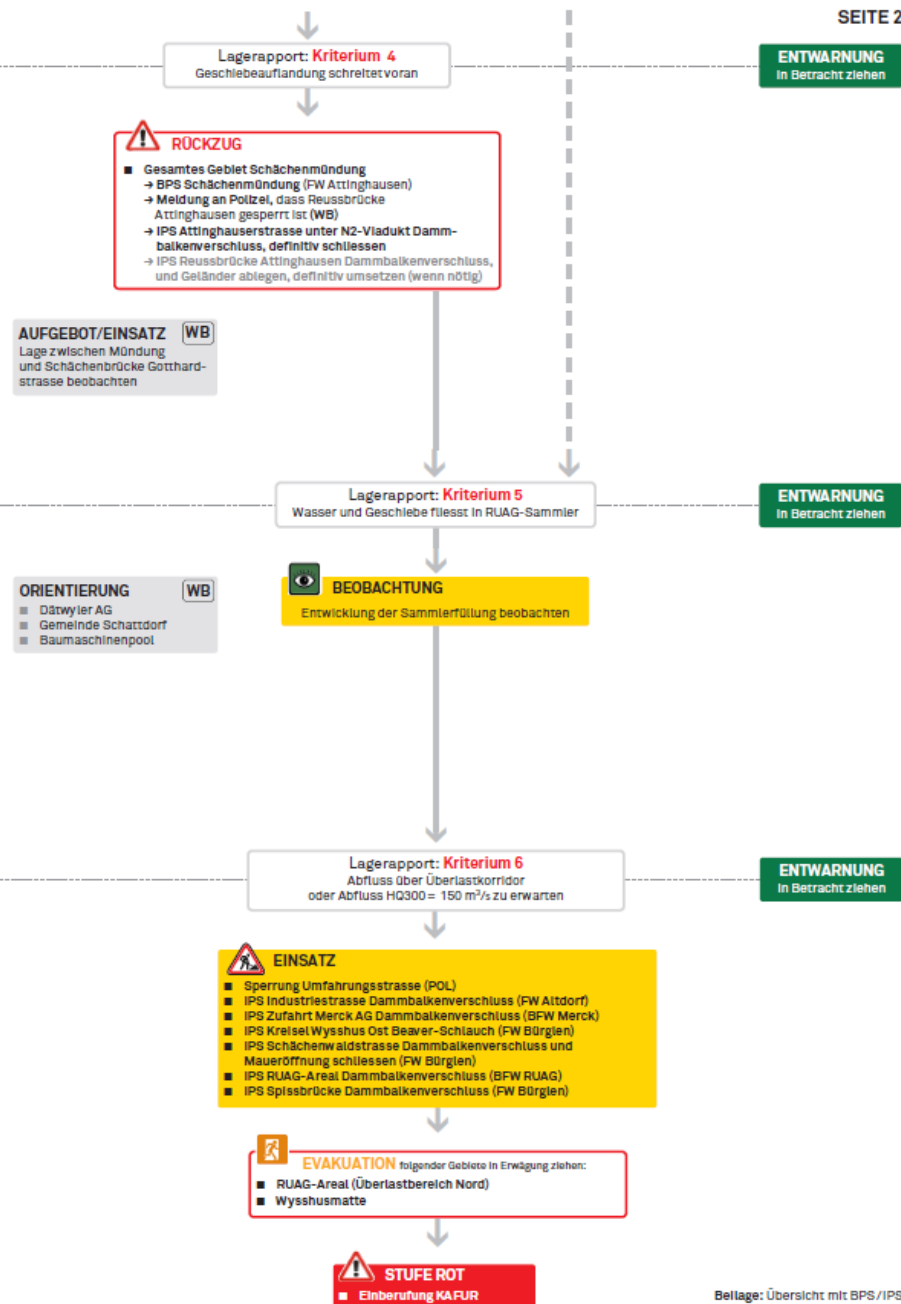 SEITE 2
Lagerapport: Kriterium 4
Geschiebeauflandung schreitet voran
ENTWARNUNG
in Betracht ziehen
RÜCKZUG
■ Gesamtes Gebiet Schächenmündung
→ BPS Schächenmündung (FW Attinghausen)
→ Meldung an Polizei, dass Reussbrücke
Attinghausen gesperrt ist (WB)
→ IPS Attinghauserstrasse unter N2-Viadukt Damm-
balkenverschluss, definitiv schliessen
→ IPS Reussbrücke Attinghausen Dammbalkenverschluss,
und Geländer ablegen, definitiv umsetzen (wenn nötig)
AUFGEBOT/EINSATZ WB
Lage zwischen Mündung
und Schächenbrücke Gotthard-
strasse beobachten
Lagerapport: Kriterium 5
Wasser und Geschiebe fliesst in RUAG-Sammler
ENTWARNUNG
in Betracht ziehen
ORIENTIERUNG WB
■ Dätwyler AG
■ Gemeinde Schattdorf
■ Baumaschinenpool
BEOBACHTUNG
Entwicklung der Sammlerfüllung beobachten
Lagerapport: Kriterium 6
Abfluss über Überlastkorridor
oder Abfluss HQ300 = 150 m³/s zu erwarten
ENTWARNUNG
in Betracht ziehen
EINSATZ
■ Sperrung Umfahrungsstrasse (POL)
■ IPS Industriestrasse Dammbalkenverschluss (FW Altdorf)
■ IPS Zufahrt Merck AG Dammbalkenverschluss (BFW Merck)
■ IPS Kreisel Wysshus Ost Beaver-Schlauch (FW Bürglen)
■ IPS Schächenwaldstrasse Dammbalkenverschluss und
Maueröffnung schliessen (FW Bürglen)
■ IPS RUAG-Areal Dammbalkenverschluss (BFW RUAG)
■ IPS Spissbrücke Dammbalkenverschluss (FW Bürglen)
EVAKUATION folgender Gebiete in Erwägung ziehen:
■ RUAG-Areal (Überlastbereich Nord)
■ Wysshusmatte
STUFE ROT
■ Einberufung KAFUR
Beilage: Übersicht mit BPS/IPS